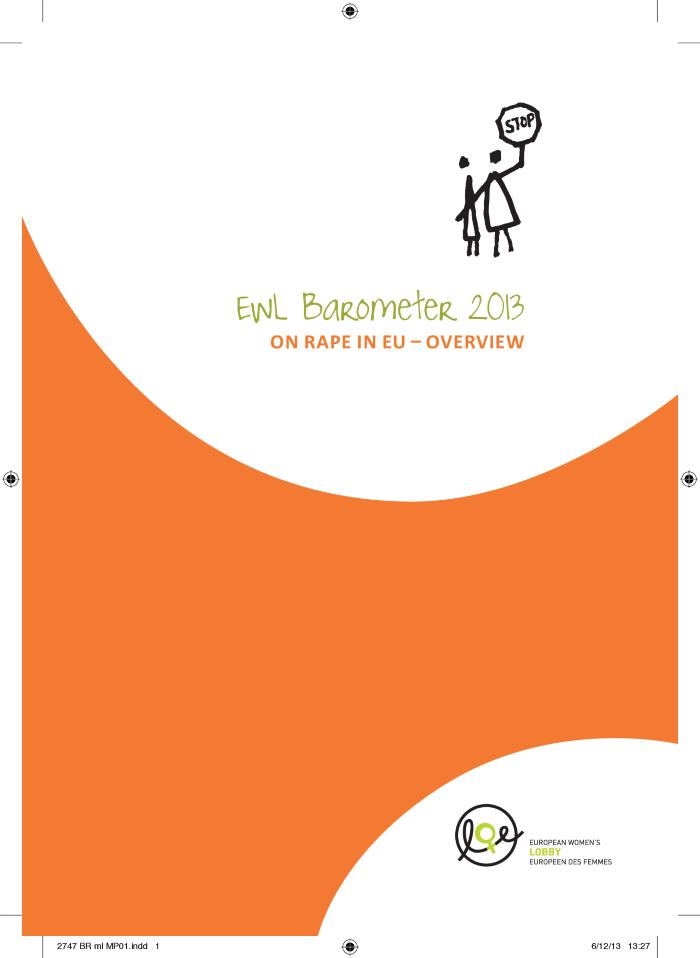 STOP
EWL Barometer 2013
ON RAPE IN EU – OVERVIEW
EUROPEAN WOMEN'S
LOBBY
EUROPEEN DES FEMMES
2747 BR ml MP01.indd 1
6/12/13 13:27